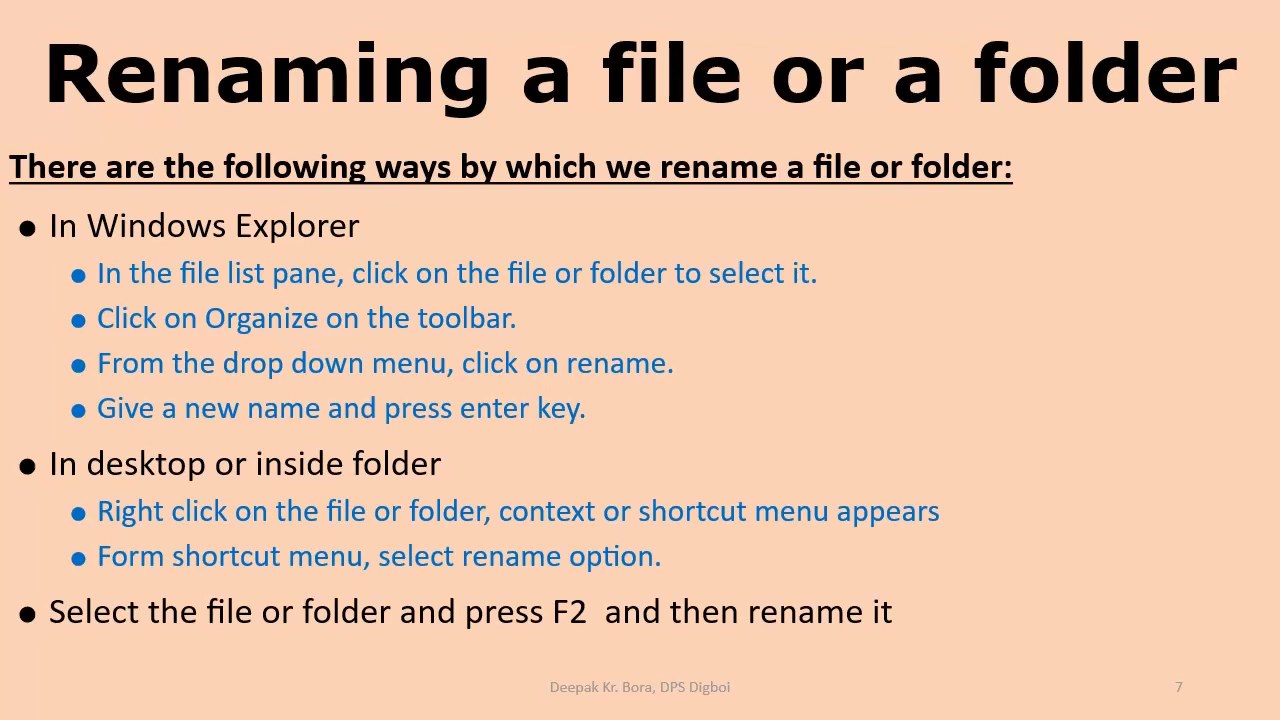 Renaming a file or a folder
There are the following ways by which we rename a file or folder:
● In Windows Explorer
● In the file list pane, click on the file or folder to select it.
● Click on Organize on the toolbar.
● From the drop down menu, click on rename.
● Give a new name and press enter key.
● In desktop or inside folder
● Right click on the file or folder, context or shortcut menu appears
● Form shortcut menu, select rename option.
● Select the file or folder and press F2  and then rename it
Deepak Kr. Bora, DPS Digboi
7